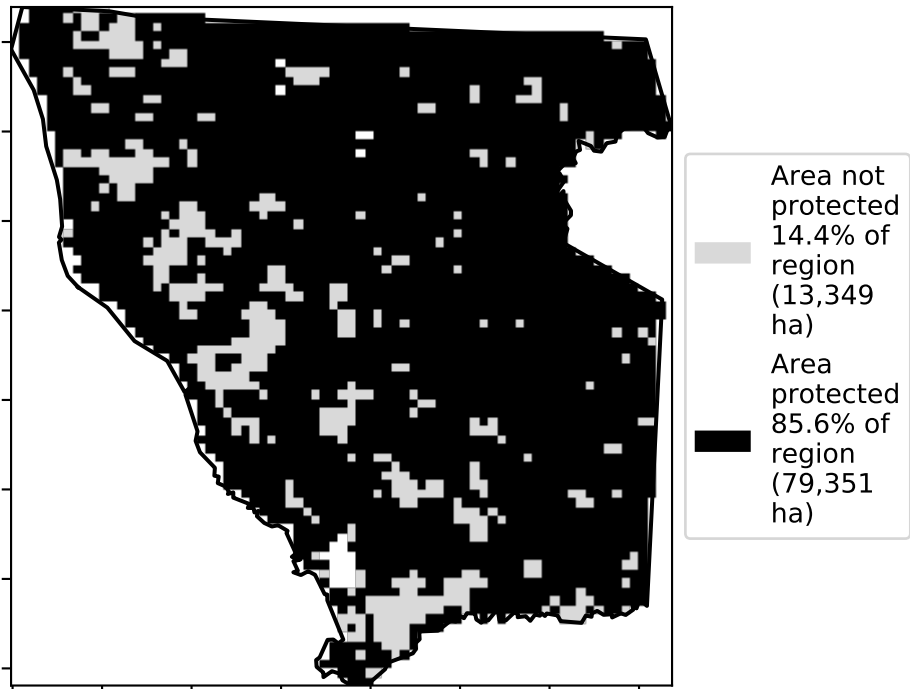 Area not
protected
14.4% of
region
(13,349
ha)
Area
protected
85.6% of
region
(79,351
ha)